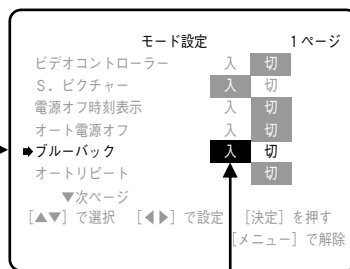 モード設定 1ページ
ビデオコントローラー 入 切
S．ピクチャー 入 切
電源オフ時刻表示 入 切
オート電源オフ 入 切
➡ブルーバック 入 切
オートリピート 切
▼次ページ
[▲▼]で選択 [◀▶]で設定 [決定]を押す
[メニュー]で解除